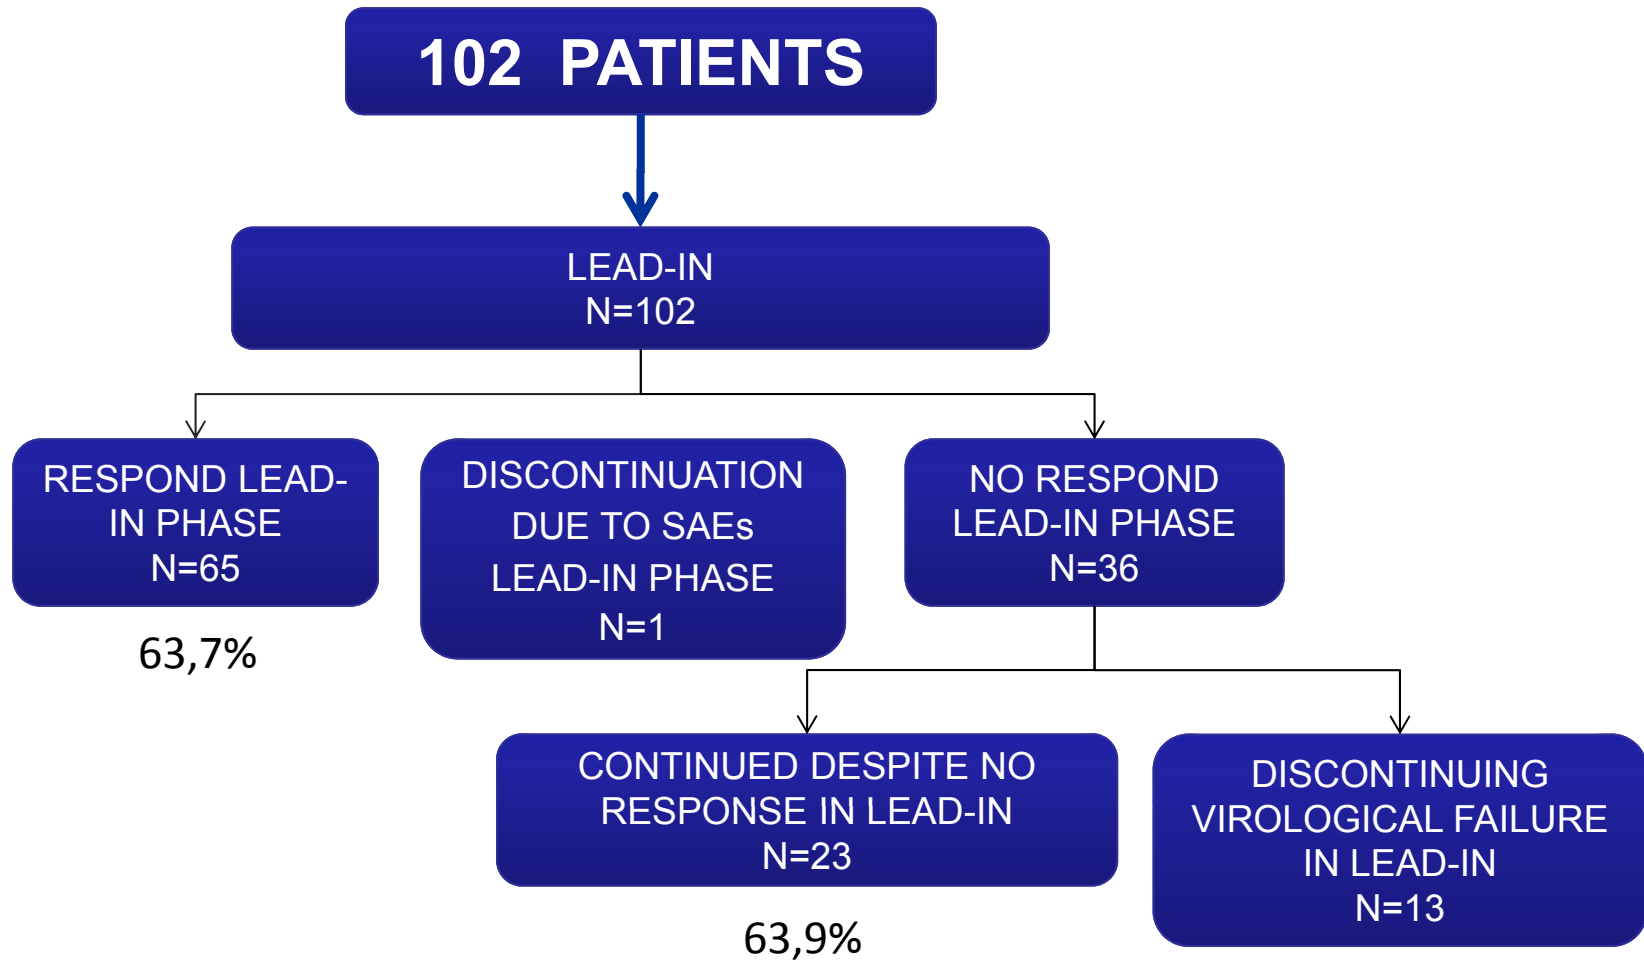 102 PATIENTS
LEAD-IN
N=102
RESPOND LEAD-
IN PHASE
N=65
63,7%
DISCONTINUATION
DUE TO SAEs
LEAD-IN PHASE
N=1
NO RESPOND
LEAD-IN PHASE
N=36
CONTINUED DESPITE NO
RESPONSE IN LEAD-IN
N=23
63,9%
DISCONTINUING
VIROLOGICAL FAILURE
IN LEAD-IN
N=13